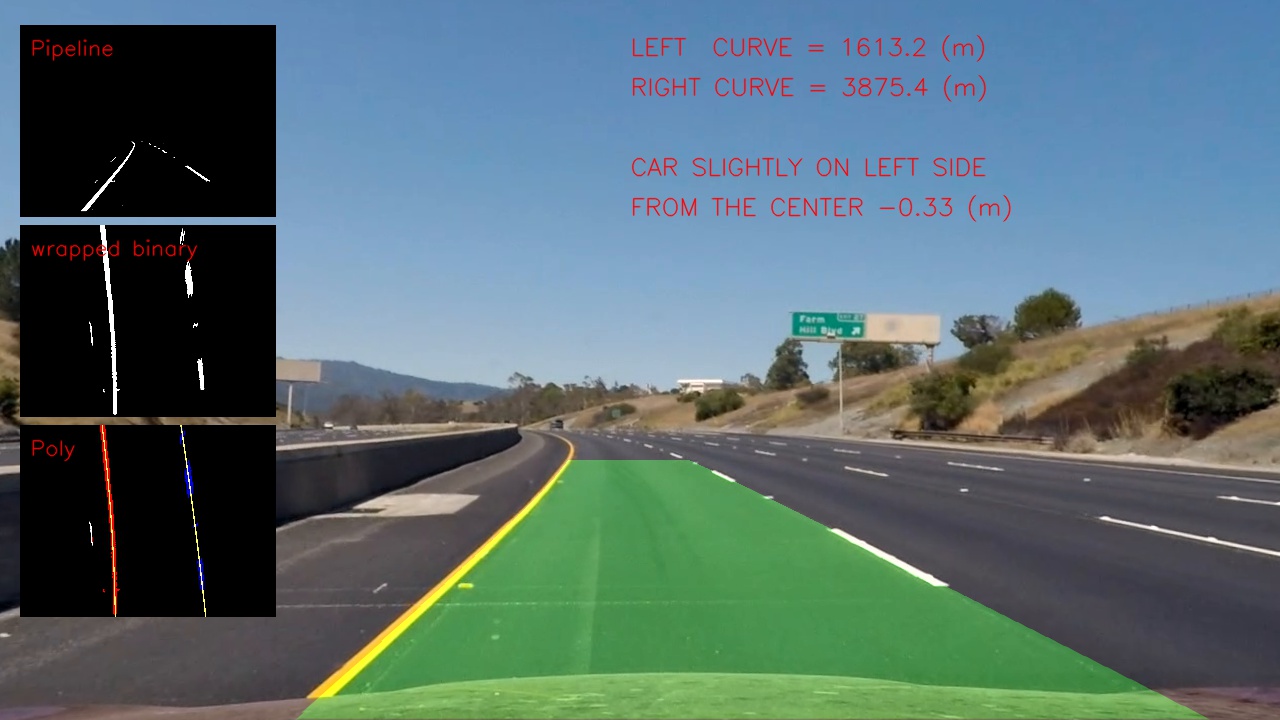 Pipeline
LEFT CURVE = 1613.2 (m)
RIGHT CURVE = 3875.4 (m)
CAR SLIGHTLY ON LEFT SIDE
FROM THE CENTER -0.33 (m)
wrapped binary
Poly
Farm
Hill Blvd